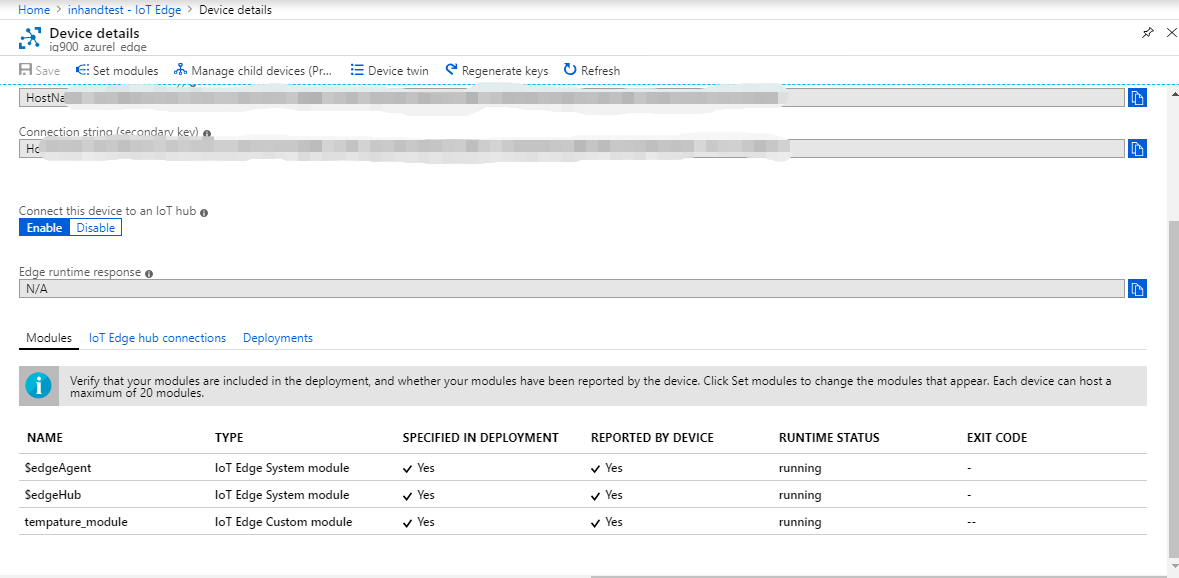 Home > inhandtest - IoT Edge > Device details
Device details
ig900_azurel_edge
Save Set modules Manage child devices (Pr... Device twin Regenerate keys Refresh
HostNa
Connection string (secondary key)
Ho
Connect this device to an IoT hub
Enable Disable
Edge runtime response
N/A
Modules IoT Edge hub connections Deployments
Verify that your modules are included in the deployment, and whether your modules have been reported by the device. Click Set modules to change the modules that appear. Each device can host a
maximum of 20 modules.
NAME TYPE SPECIFIED IN DEPLOYMENT REPORTED BY DEVICE RUNTIME STATUS EXIT CODE
$edgeAgent IoT Edge System module Yes Yes running -
$edgeHub IoT Edge System module Yes Yes running -
tempature_module IoT Edge Custom module Yes Yes running --